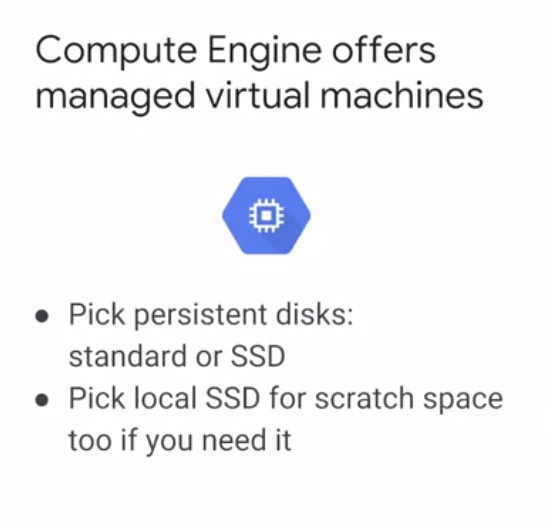 Compute Engine offers
managed virtual machines
● Pick persistent disks:
standard or SSD
● Pick local SSD for scratch space
too if you need it